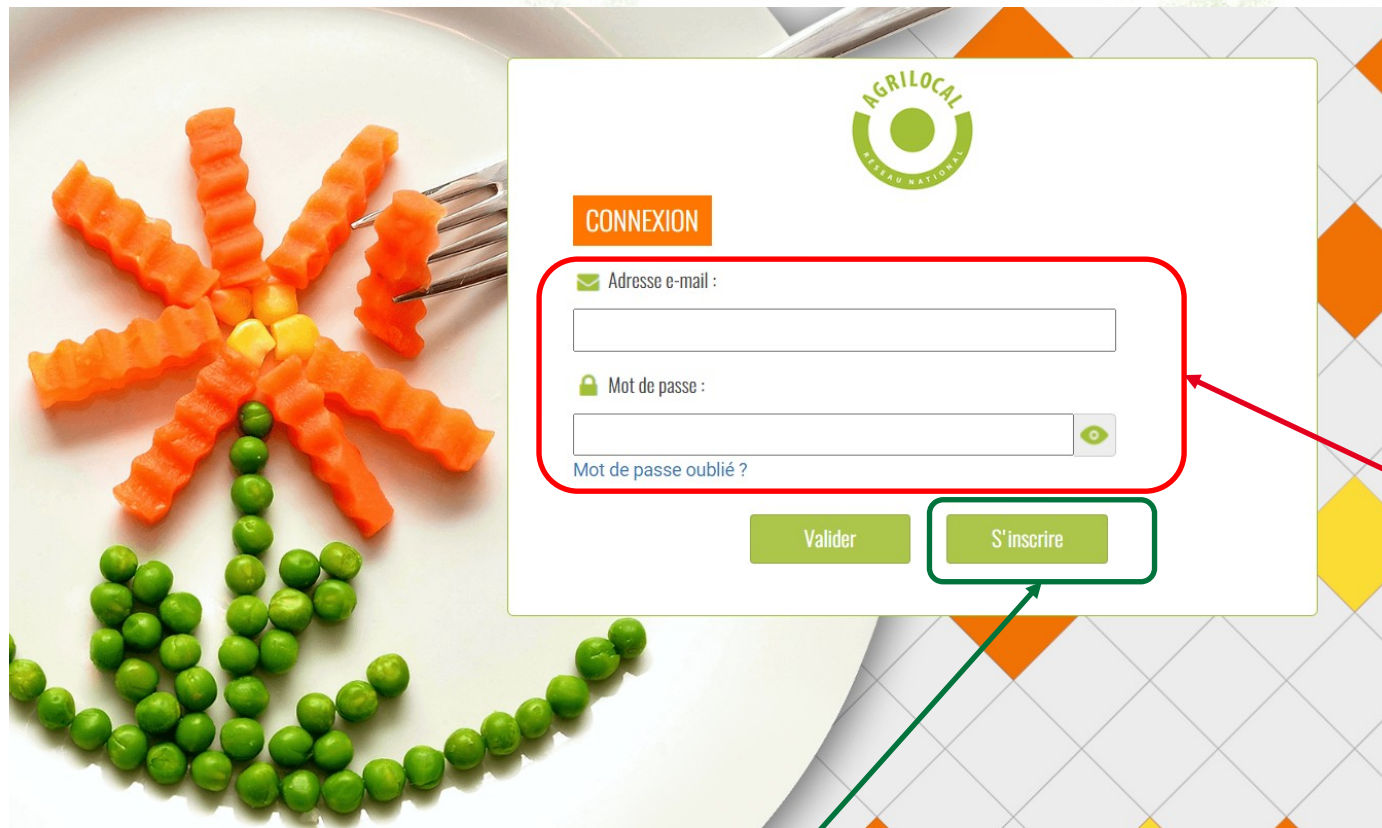 AGRILOCAL
RÉSEAU NATIONAL
CONNEXION
Adresse e-mail :
Mot de passe :
Mot de passe oublié ?
Valider
S'inscrire